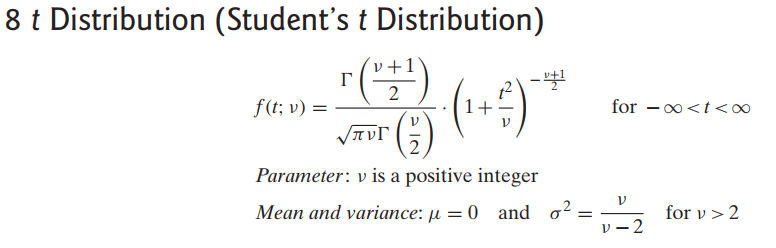 8 t Distribution (Student's t Distribution)
f(t; ν) = Γ((ν+1)/2) / (√(πν) Γ(ν/2)) · (1 + t²/ν)^(−(ν+1)/2) for −∞ < t < ∞
Parameter: ν is a positive integer
Mean and variance: μ = 0 and σ² = ν/(ν − 2) for ν > 2